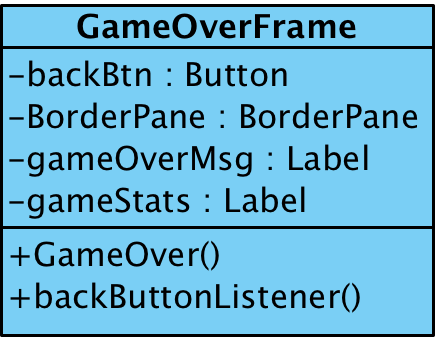 GameOverFrame
-backBtn : Button
-BorderPane : BorderPane
-gameOverMsg : Label
-gameStats : Label
+GameOver()
+backButtonListener()